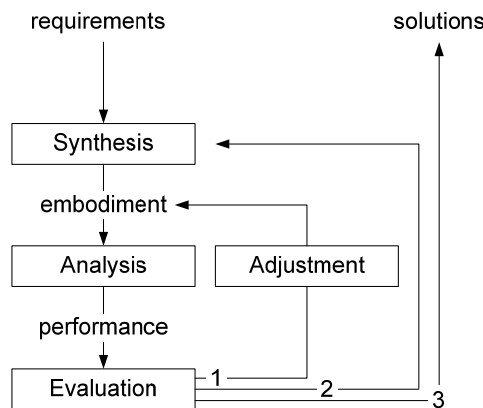 requirements
solutions
Synthesis
embodiment
Analysis
Adjustment
performance
1
Evaluation
2
3